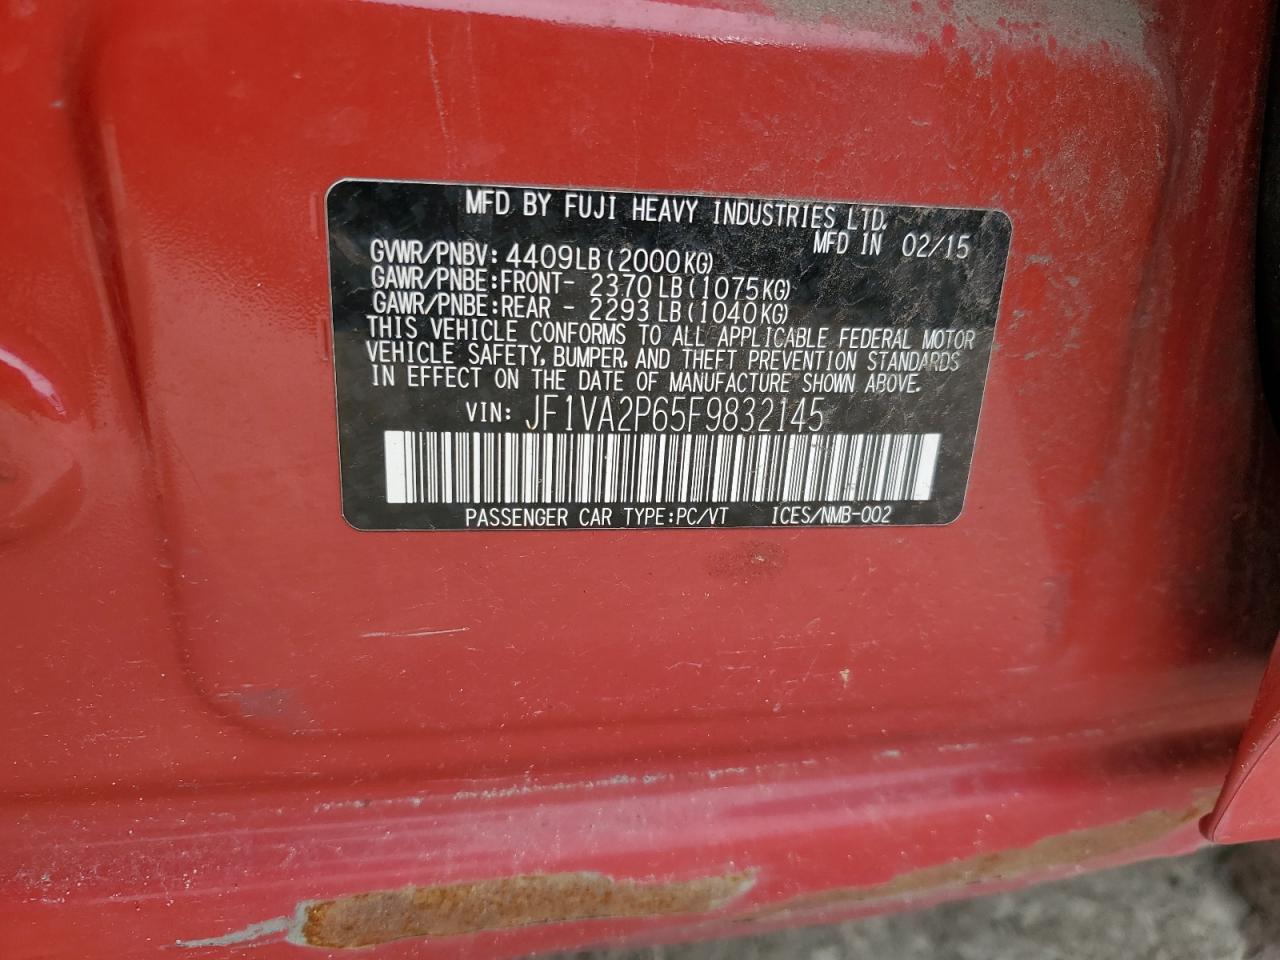 MFD BY FUJI HEAVY INDUSTRIES LTD.
MFD IN 02/15
GVWR/PNBV: 4409LB(2000KG)
GAWR/PNBE:FRONT- 2370LB(1075KG)
GAWR/PNBE:REAR - 2293LB(1040KG)
THIS VEHICLE CONFORMS TO ALL APPLICABLE FEDERAL MOTOR
VEHICLE SAFETY, BUMPER, AND THEFT PREVENTION STANDARDS
IN EFFECT ON THE DATE OF MANUFACTURE SHOWN ABOVE.
VIN: JF1VA2P65F9832145
PASSENGER CAR TYPE:PC/VT ICES/NMB-002